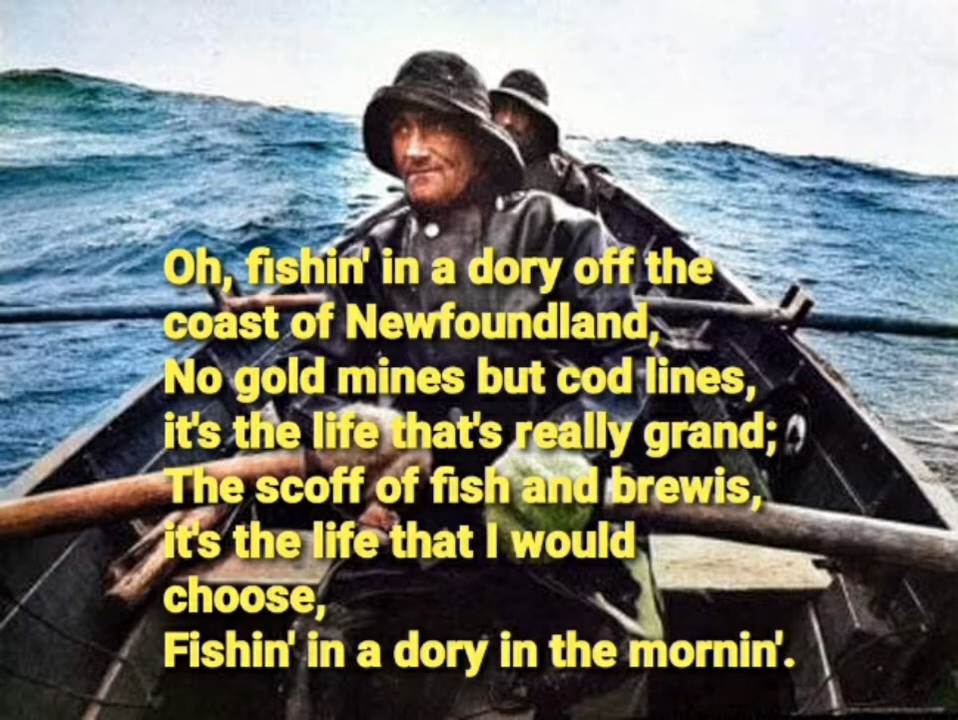 Oh, fishin' in a dory off the
coast of Newfoundland,
No gold mines but cod lines,
it's the life that's really grand;
The scoff of fish and brewis,
it's the life that I would
choose,
Fishin' in a dory in the mornin'.